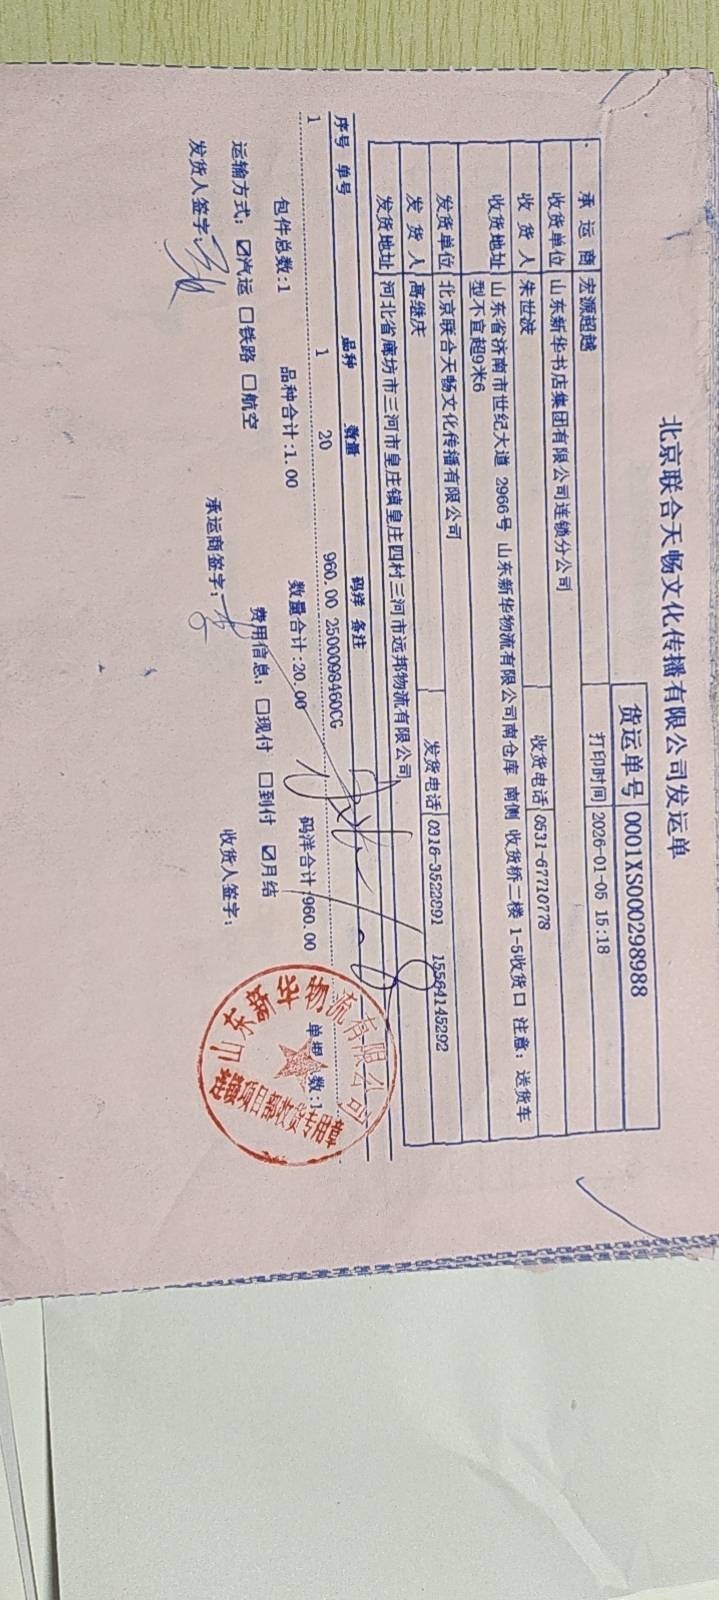 北京联合天畅文化传播有限公司发运单
货运单号 0001XS0002989​88
承运商 宏源超越 打印时间 2026-01-05 15:18
收货单位 山东新华书店集团有限公司连锁分公司
收货人 朱世波 收货电话 0531-67710778
收货地址 山东省济南市世纪大道 2966号 山东新华物流有限公司南仓库 南侧 收货桥二楼 1-5收货口 注意：送货车
型不宜超9米6
发货单位 北京联合天畅文化传播有限公司
发货人 高继庆 发货电话 0316-3522891 15564145292
发货地址 河北省廊坊市三河市皇庄镇皇庄四村三河市远邦物流有限公司
序号 单号 品种 数量 码洋 备注
1 1 20 960.00 2500098460CG
包件总数:1 品种合计:1.00 数量合计:20.00 码洋合计:960.00 单据总数:1
运输方式： ☑汽运 ☐铁路 ☐航空 费用信息： ☐现付 ☐到付 ☑月结
发货人签字: 承运商签字: 收货人签字:
山东新华物流有限公司
连锁项目部收货专用章